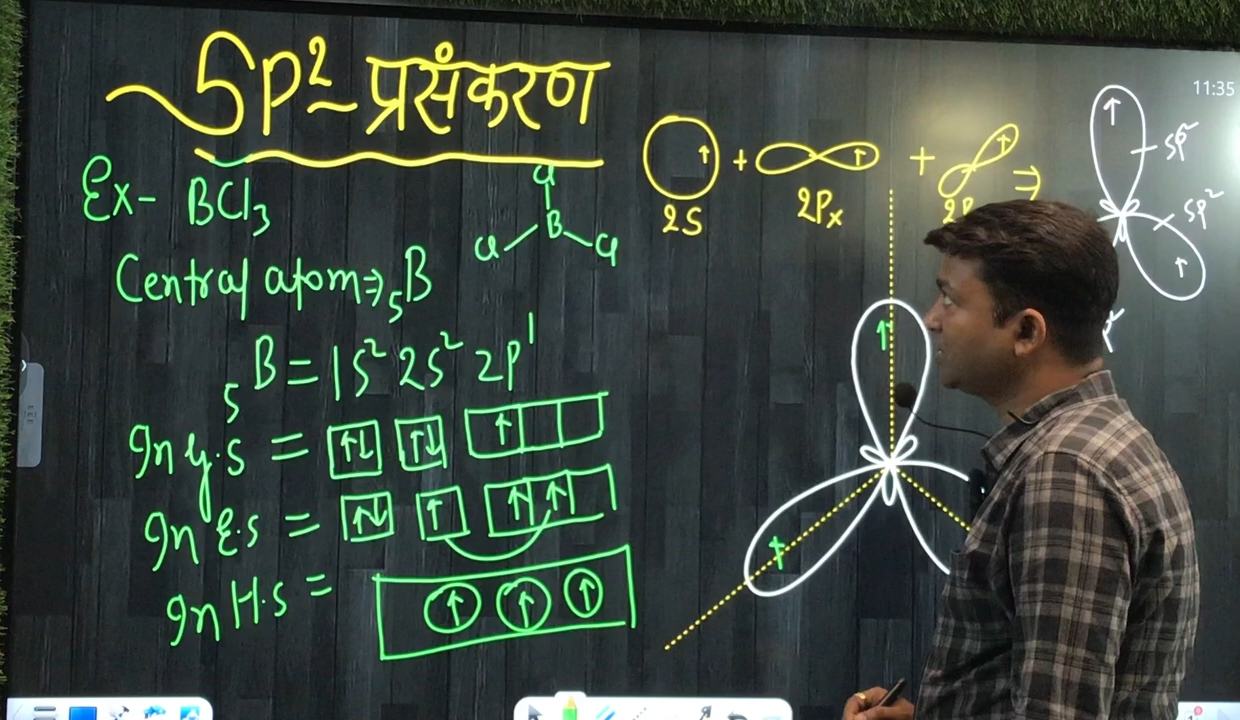 SP² - प्रसंकरण
Ex- BCl₃
Cl
B
Cl Cl
Central atom ⇒ ₅B
₅B = 1S² 2S² 2P¹
In G.S = ↑↓ ↑↓ ↑
In E.S = ↑↓ ↑ ↑ ↑
In H.S = ↑ ↑ ↑
↑ + ↑ + ↑ ⇒
2S 2Pₓ
11:35
↑ SP²
SP²
↑
↑
↑